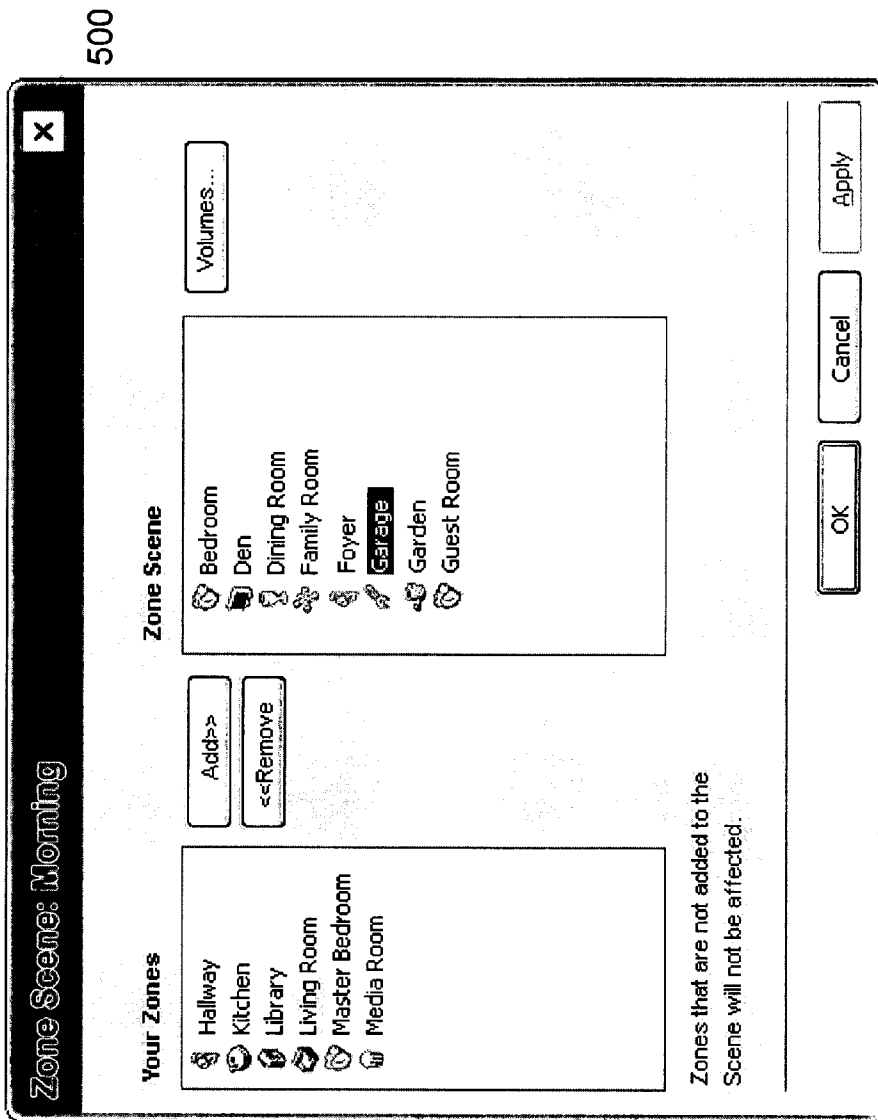 500
Zone Scene: Morning
X
Your Zones
Hallway
Kitchen
Library
Living Room
Master Bedroom
Media Room
Add>>
<<Remove
Zone Scene
Bedroom
Den
Dining Room
Family Room
Foyer
Garage
Garden
Guest Room
Volumes...
Zones that are not added to the
Scene will not be affected.
OK
Cancel
Apply